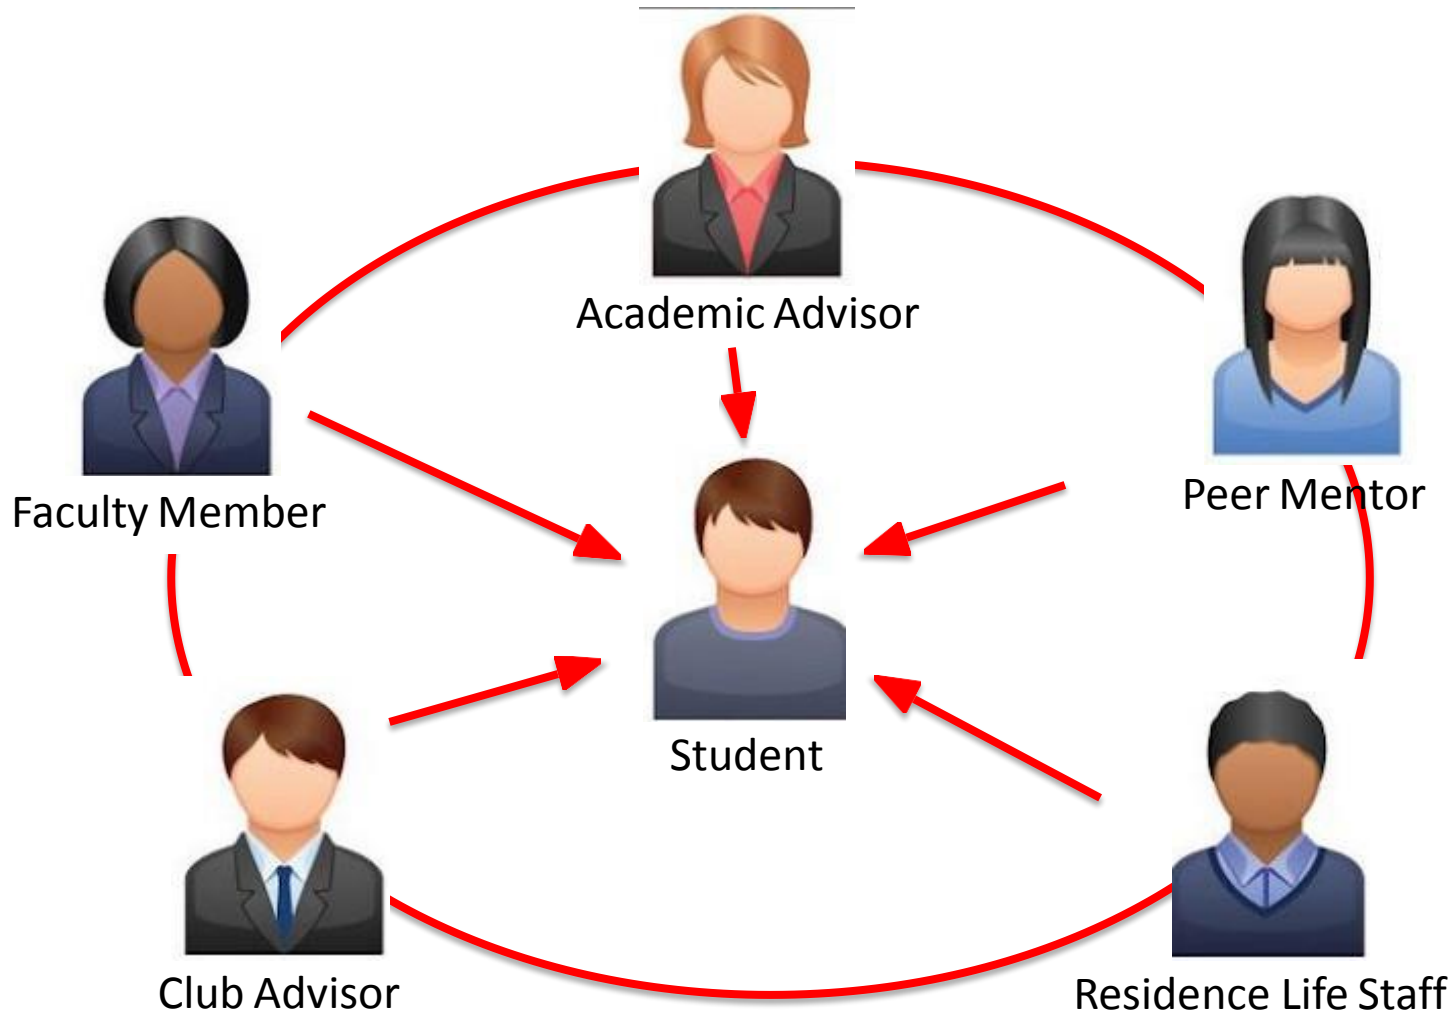 Academic Advisor
Peer Mentor
Faculty Member
Student
Club Advisor
Residence Life Staff